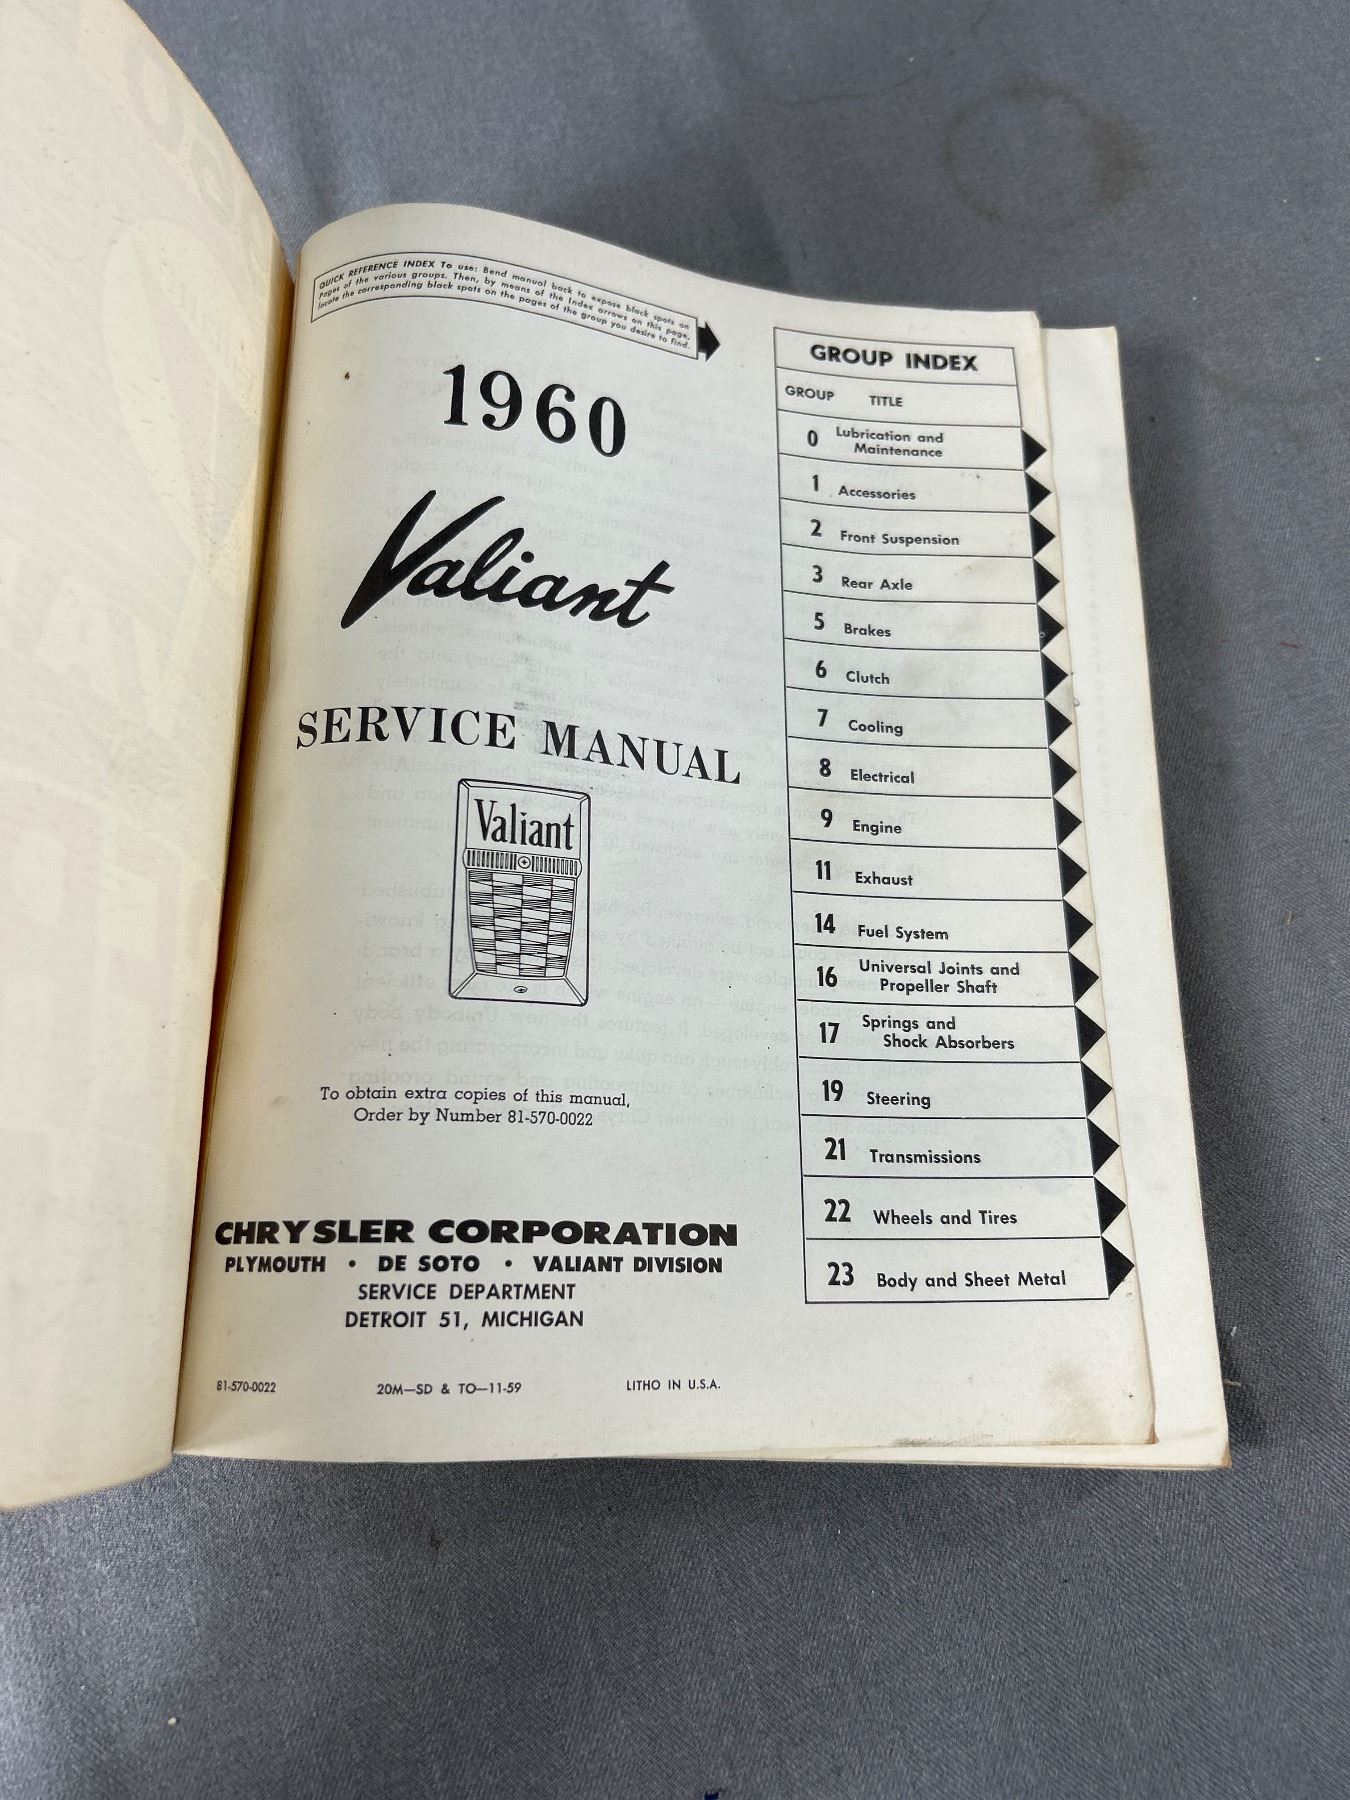 QUICK REFERENCE INDEX To use: Bend manual back to expose black spots on
Pages of the various groups. Then, by means of the Index arrows on this page,
locate the corresponding black spots on the pages of the group you desire to find.
1960
Valiant
SERVICE MANUAL
Valiant
To obtain extra copies of this manual,
Order by Number 81-570-0022
CHRYSLER CORPORATION
PLYMOUTH • DE SOTO • VALIANT DIVISION
SERVICE DEPARTMENT
DETROIT 51, MICHIGAN
81-570-0022 20M—SD & TO—11-59 LITHO IN U.S.A.
GROUP INDEX
GROUP TITLE
0 Lubrication and
Maintenance
1 Accessories
2 Front Suspension
3 Rear Axle
5 Brakes
6 Clutch
7 Cooling
8 Electrical
9 Engine
11 Exhaust
14 Fuel System
16 Universal Joints and
Propeller Shaft
17 Springs and
Shock Absorbers
19 Steering
21 Transmissions
22 Wheels and Tires
23 Body and Sheet Metal